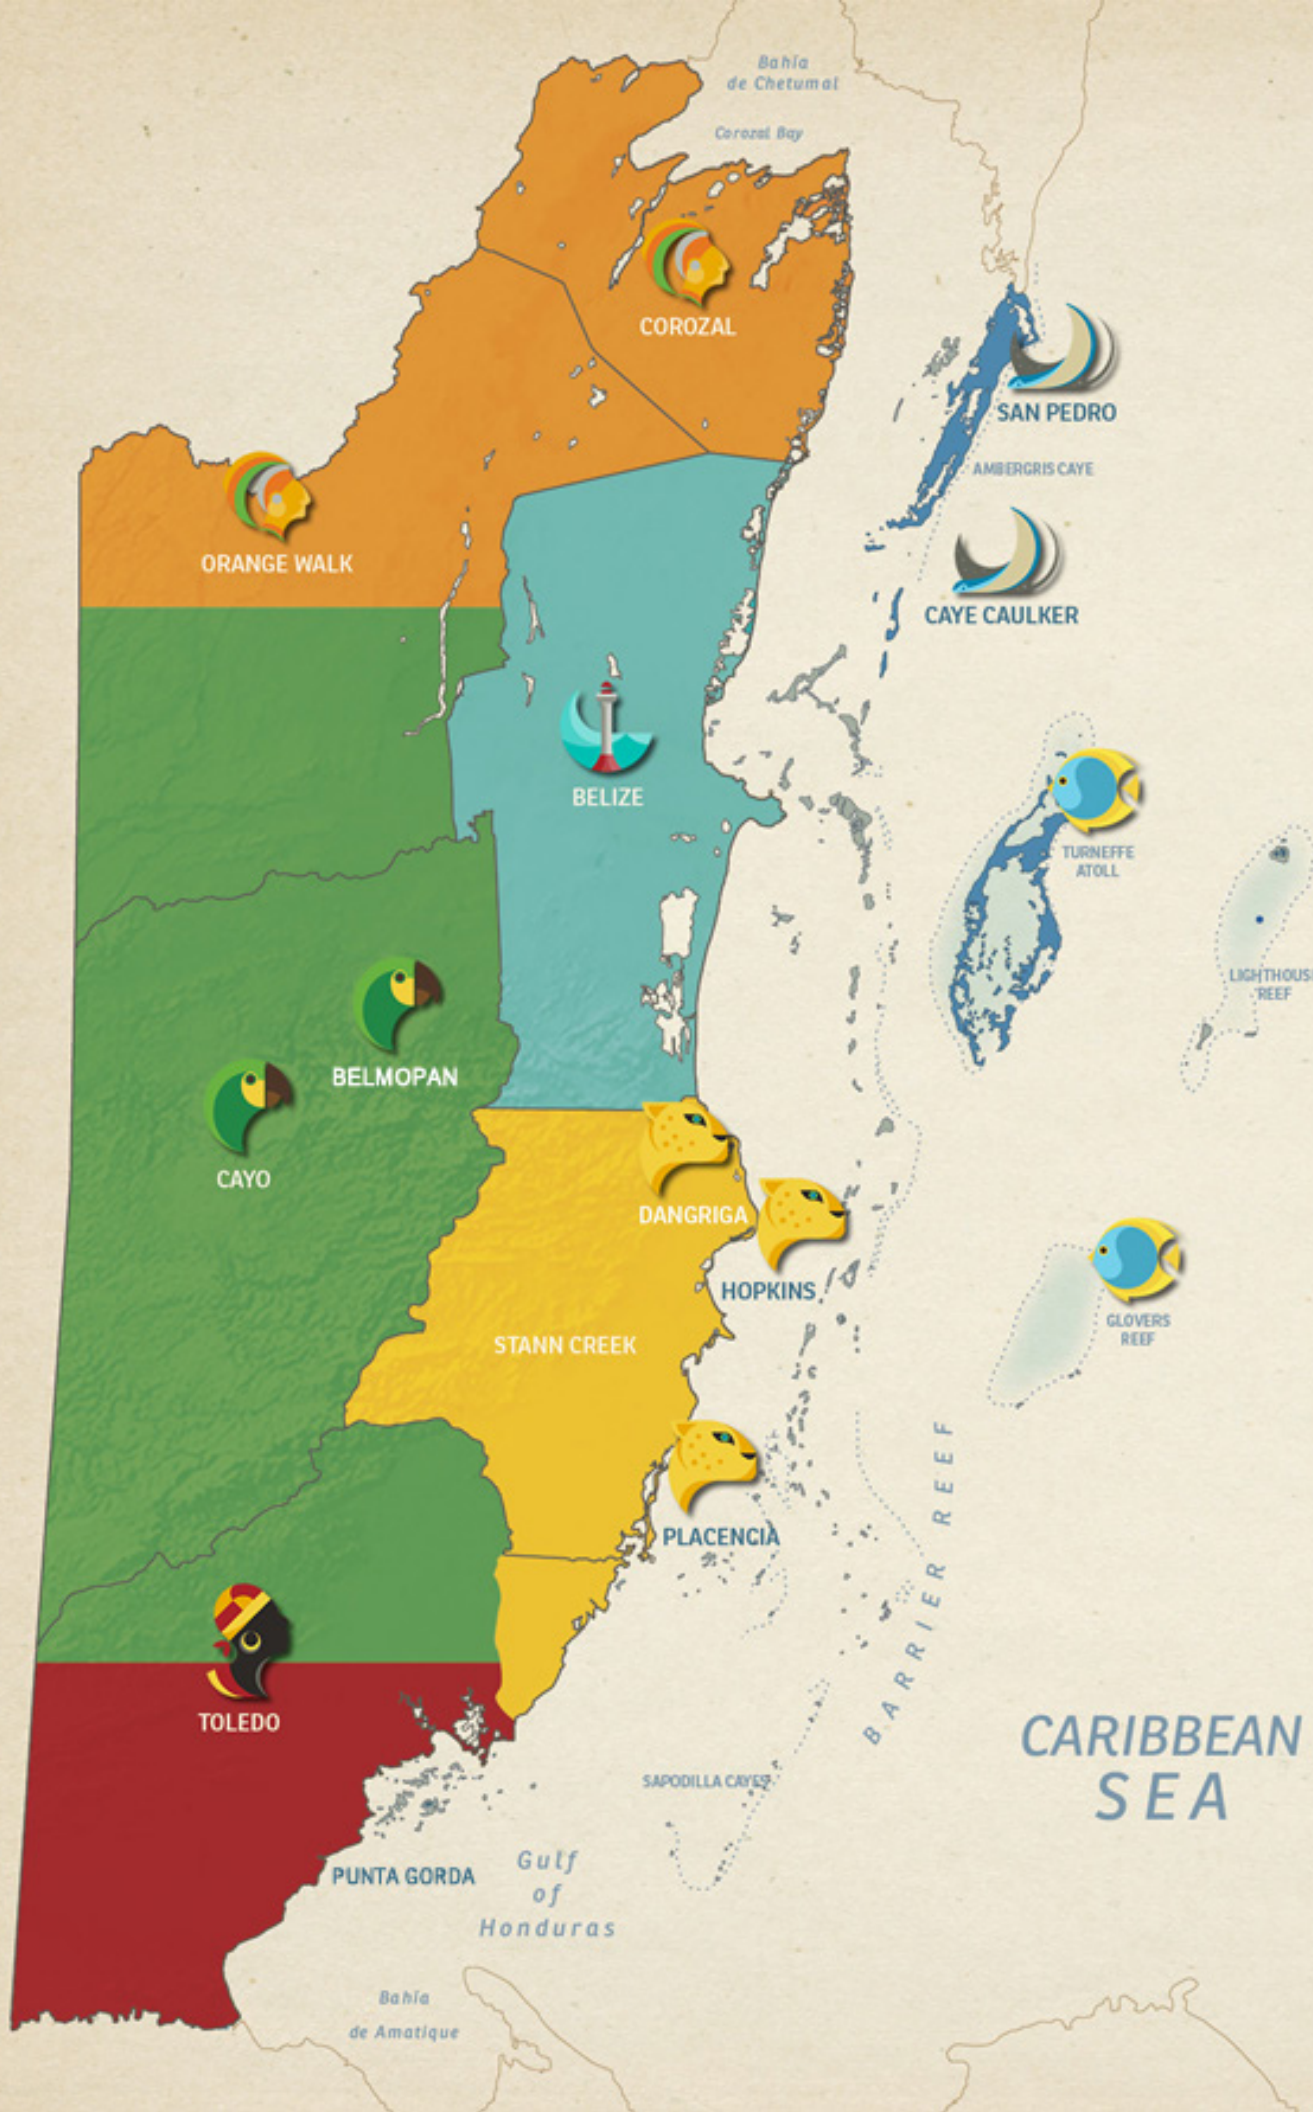 Bahía
de Chetumal
Corozal Bay
COROZAL
SAN PEDRO
AMBERGRIS CAYE
ORANGE WALK
CAYE CAULKER
BELIZE
TURNEFFE
ATOLL
LIGHTHOUS
REEF
BELMOPAN
CAYO
DANGRIGA
HOPKINS
GLOVERS
REEF
STANN CREEK
PLACENCIA
BARRIER REEF
TOLEDO
CARIBBEAN
SEA
SAPODILLA CAYES
PUNTA GORDA
Gulf
of
Honduras
Bahía
de Amatique